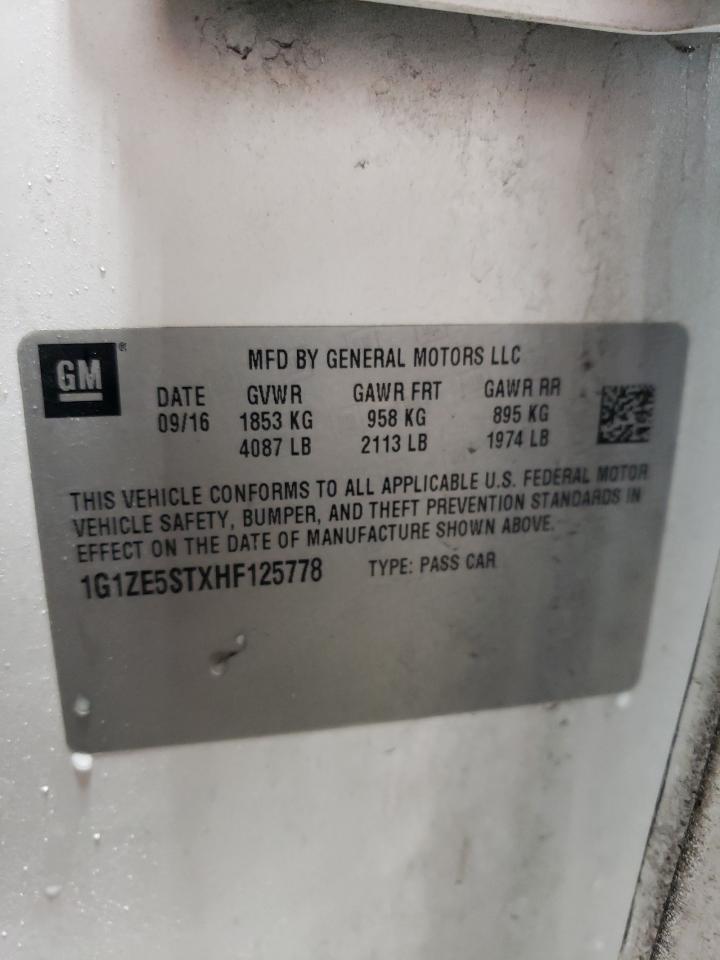 GM®
MFD BY GENERAL MOTORS LLC
DATE GVWR GAWR FRT GAWR RR
09/16 1853 KG 958 KG 895 KG
4087 LB 2113 LB 1974 LB
THIS VEHICLE CONFORMS TO ALL APPLICABLE U.S. FEDERAL MOTOR
VEHICLE SAFETY, BUMPER, AND THEFT PREVENTION STANDARDS IN
EFFECT ON THE DATE OF MANUFACTURE SHOWN ABOVE.
1G1ZE5STXHF125778 TYPE: PASS CAR